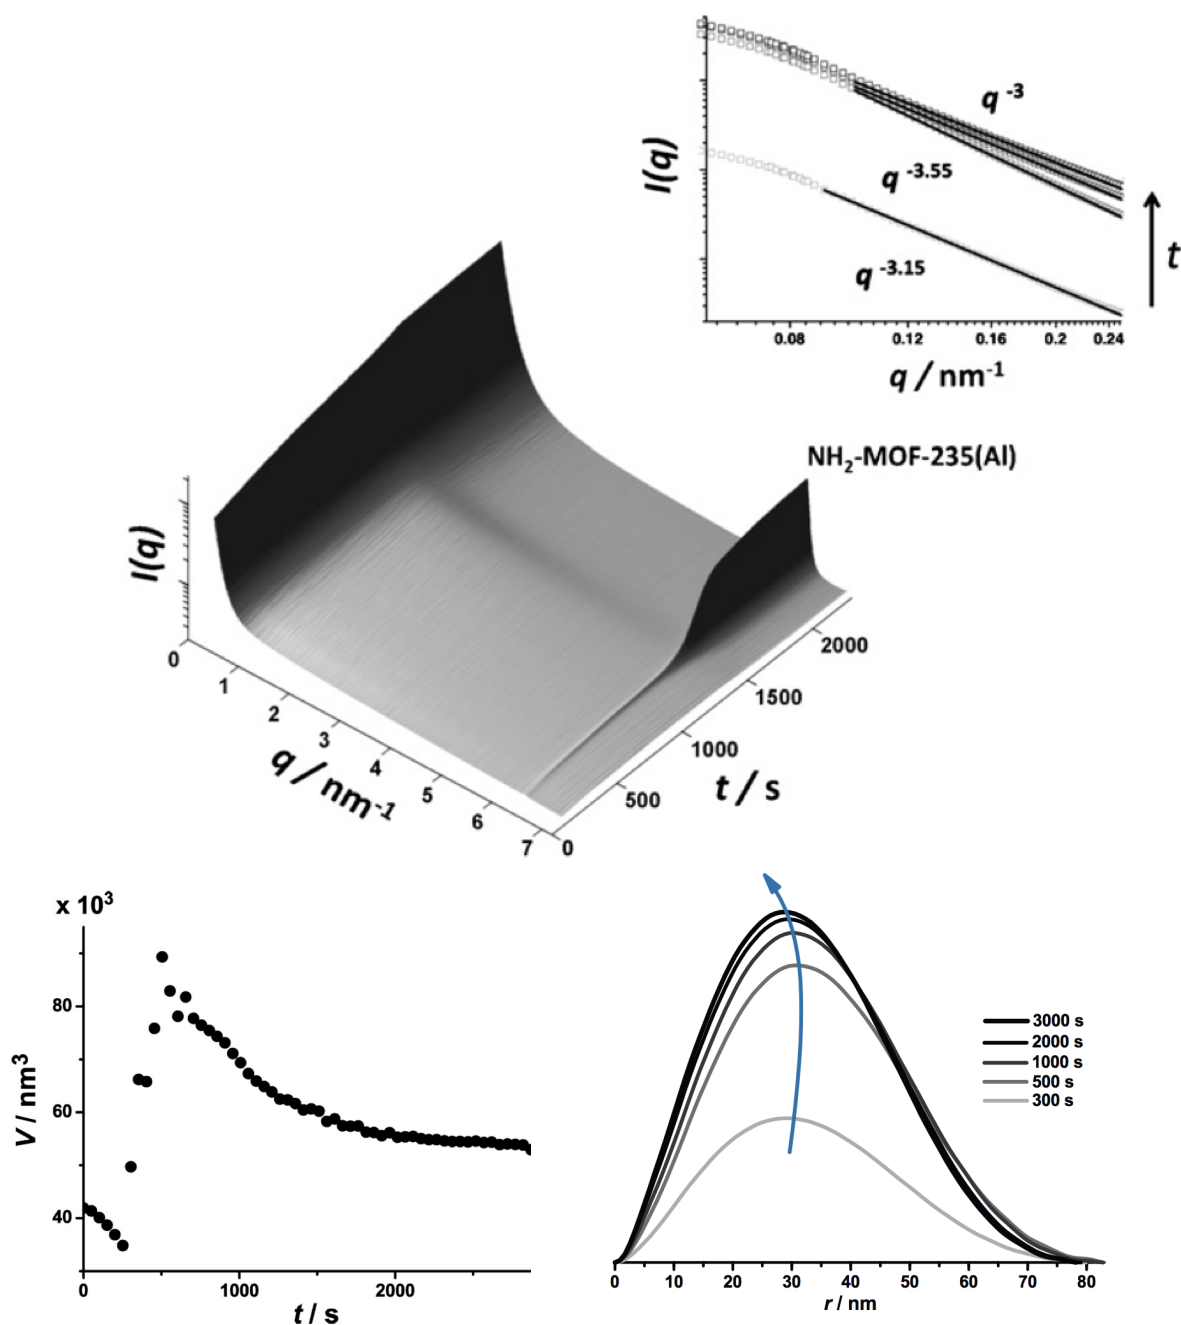 I(q)
q -3
q -3.55
q -3.15
t
0.08 0.12 0.16 0.2 0.24
q / nm-1
NH2-MOF-235(Al)
I(q)
0 1 2 3 4 5 6 7
q / nm-1
0 500 1000 1500 2000
t / s
x 103
V / nm3
80
60
40
0 1000 2000
t / s
3000 s
2000 s
1000 s
500 s
300 s
0 10 20 30 40 50 60 70 80
r / nm